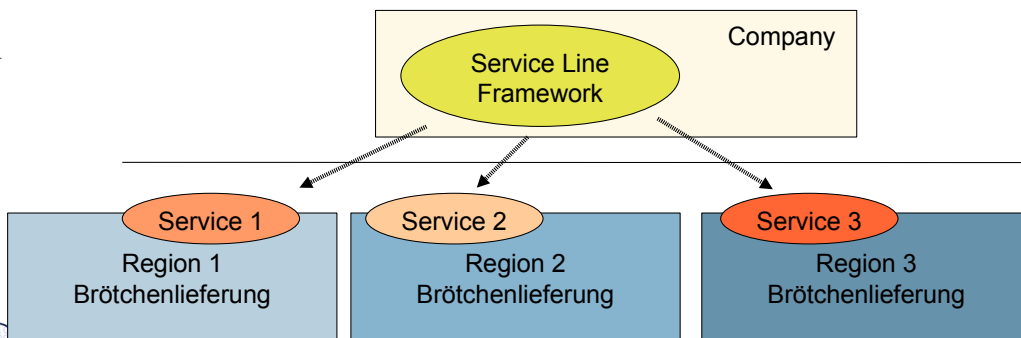 Company
Service Line
Framework
Service 1
Service 2
Service 3
Region 1
Brötchenlieferung
Region 2
Brötchenlieferung
Region 3
Brötchenlieferung